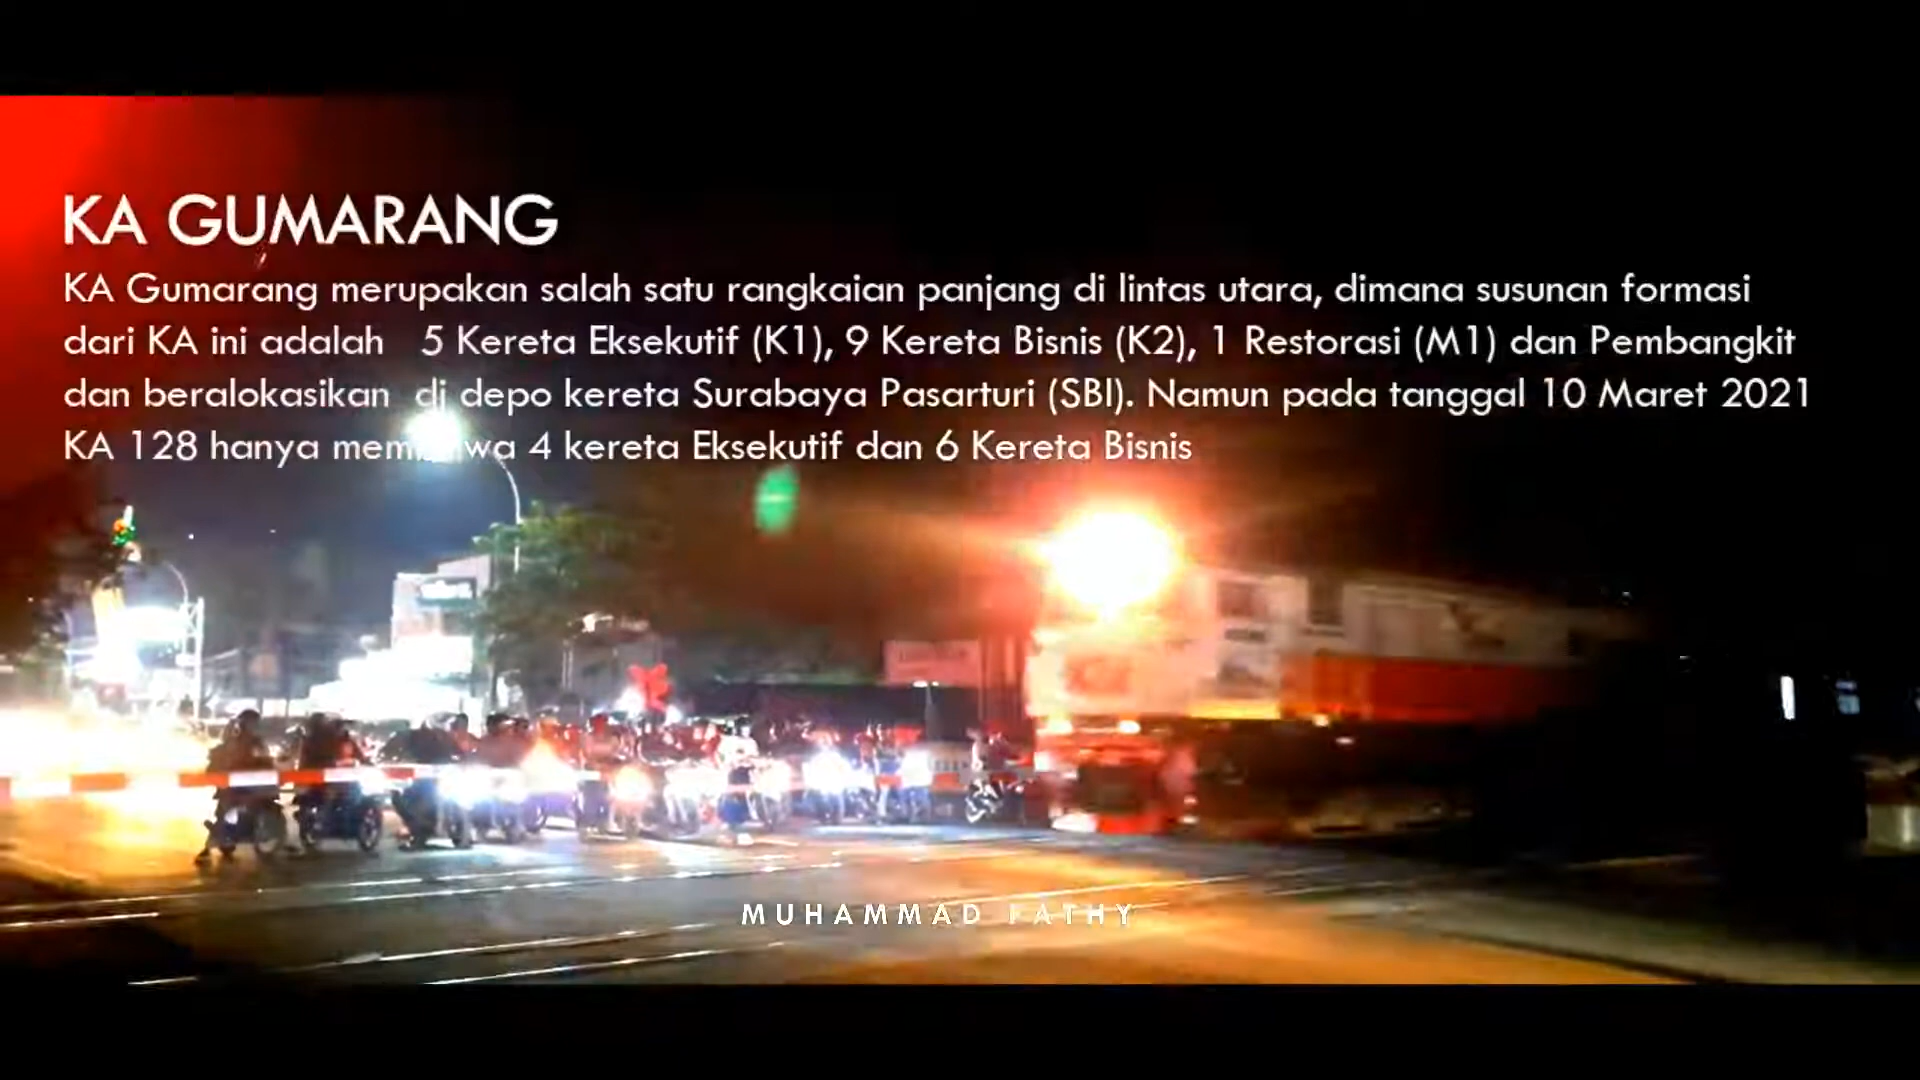 KA GUMARANG
KA Gumarang merupakan salah satu rangkaian panjang di lintas utara, dimana susunan formasi
dari KA ini adalah 5 Kereta Eksekutif (K1), 9 Kereta Bisnis (K2), 1 Restorasi (M1) dan Pembangkit
dan beralokasikan di depo kereta Surabaya Pasarturi (SBI). Namun pada tanggal 10 Maret 2021
KA 128 hanya membawa 4 kereta Eksekutif dan 6 Kereta Bisnis
MUHAMMAD FATHY